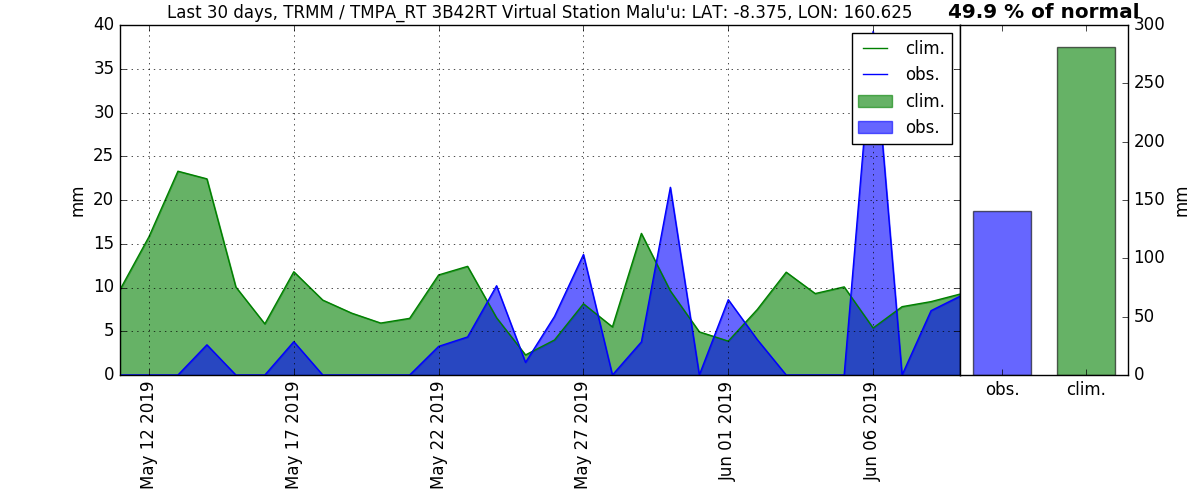 Last 30 days, TRMM / TMPA_RT 3B42RT Virtual Station Malu'u: LAT: -8.375, LON: 160.625
49.9 % of normal
40
35
30
25
20
15
10
5
0
mm
clim.
obs.
clim.
obs.
May 12 2019
May 17 2019
May 22 2019
May 27 2019
Jun 01 2019
Jun 06 2019
300
250
200
150
100
50
0
mm
obs.
clim.